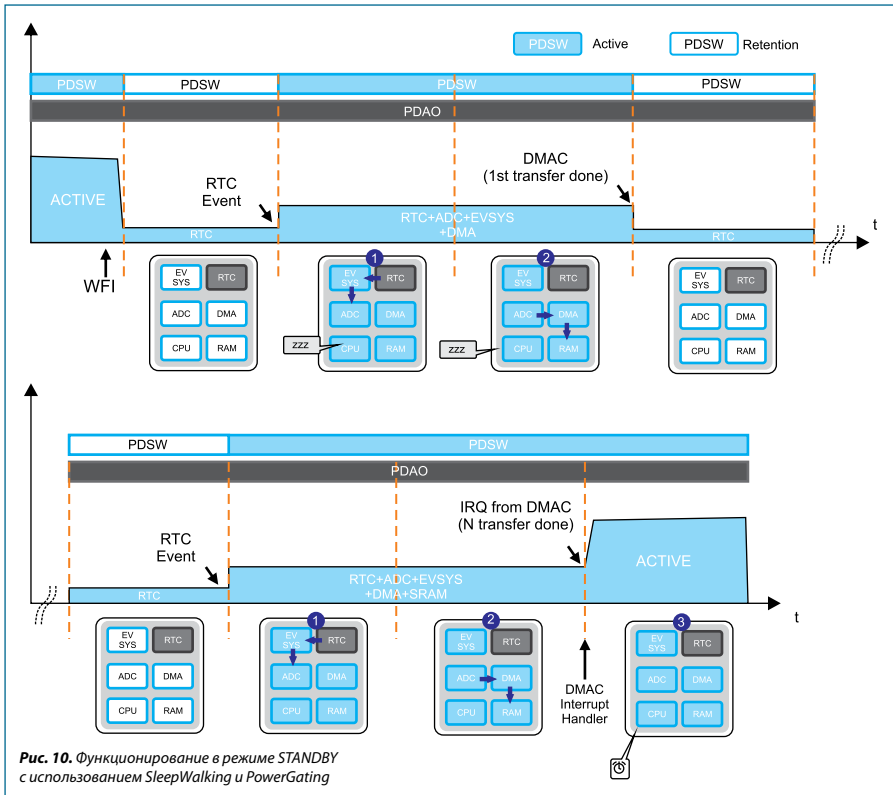 PDSW Active PDSW Retention
PDSW PDSW PDSW PDSW
PDAO
ACTIVE
RTC
Event
DMAC
(1st transfer done)
RTC
RTC+ADC+EVSYS
+DMA
RTC
t
WFI
EV
SYS
RTC
ADC
DMA
CPU
RAM
1
EV
SYS
RTC
ADC
DMA
CPU
RAM
zzz
2
EV
SYS
RTC
ADC
DMA
CPU
RAM
zzz
EV
SYS
RTC
ADC
DMA
CPU
RAM
PDSW PDSW
PDAO
RTC
Event
IRQ from DMAC
(N transfer done)
ACTIVE
RTC
RTC+ADC+EVSYS
+DMA+SRAM
t
EV
SYS
RTC
ADC
DMA
CPU
RAM
1
EV
SYS
RTC
ADC
DMA
CPU
RAM
2
EV
SYS
RTC
ADC
DMA
CPU
RAM
DMAC
Interrupt
Handler
3
EV
SYS
RTC
ADC
DMA
CPU
RAM
Рис. 10. Функционирование в режиме STANDBY
с использованием SleepWalking и PowerGating